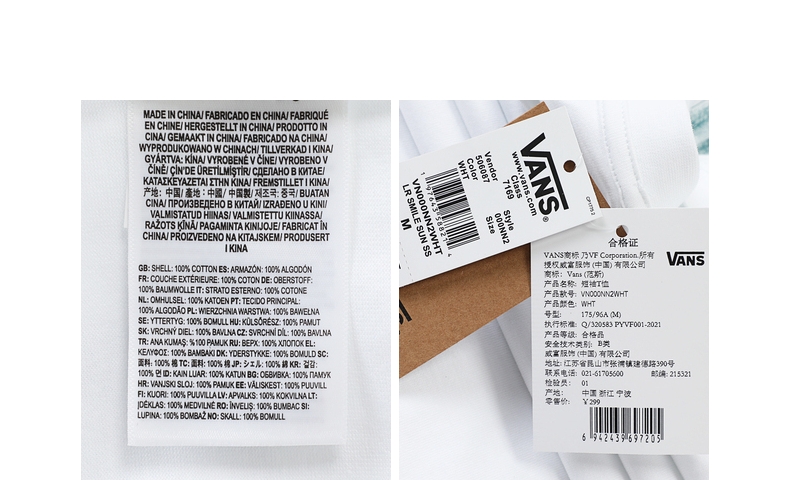 MADE IN CHINA/ FABRICADO EN CHINA/ FABRIQUÉ
EN CHINE/ HERGESTELLT IN CHINA/ PRODOTTO IN
CINA/ GEMAAKT IN CHINA/ FABRICADO NA CHINA/
WYPRODUKOWANO W CHINACH/ TILLVERKAD I KINA/
GYÁRTVA: KÍNA/ VYROBENÉ V ČÍNE/ VYROBENO V
ČÍNĚ/ ÇİN'DE ÜRETİLMİŞTİR/ СДЕЛАНО В КИТАЕ/
ΚΑΤΑΣΚΕΥΑΖΕΤΑΙ ΣΤΗΝ ΚΙΝΑ/ FREMSTILLET I KINA/
产地: 中国/ 產地: 中國/ 中国製/ 제조국: 중국/ BUATAN
CHINA/ ПРОИЗВЕДЕНО В КИТАЙ/ IZRAĐENO U KINI/
VALMISTATUD HIINAS/ VALMISTETTU KIINASSA/
RAŽOTS ĶĪNĀ/ PAGAMINTA KINIJOJE/ FABRICAT ÎN
CHINA/ PROIZVEDENO NA KITAJSKEM/ PRODUSERT
I KINA
GB: SHELL: 100% COTTON ES: ARMAZÓN: 100% ALGODÓN
FR: COUCHE EXTÉRIEURE: 100% COTON DE: OBERSTOFF:
100% BAUMWOLLE IT: STRATO ESTERNO: 100% COTONE
NL: OMHULSEL: 100% KATOEN PT: TECIDO PRINCIPAL:
100% ALGODÃO PL: WIERZCHNIA WARSTWA: 100% BAWEŁNA
SE: YTTERTYG: 100% BOMULL HU: KÜLSŐRÉSZ: 100% PAMUT
SK: VRCHNÝ DIEL: 100% BAVLNA CZ: SVRCHNÍ DÍL: 100% BAVLNA
TR: ANA KUMAŞ: %100 PAMUK RU: ВЕРХ: 100% ХЛОПОК EL:
ΚΕΛΥΦΟΣ: 100% ΒΑΜΒΑΚΙ DK: YDERSTYKKE: 100% BOMULD SC:
面料: 100% 棉 TC: 面料: 100% 棉 JP: シェル: 100% 綿 KR: 겉감:
100% 면 ID: KAIN LUAR: 100% KATUN BG: ОБВИВКА: 100% ПАМУК
HR: VANJSKI SLOJ: 100% PAMUK EE: VÄLISKEST: 100% PUUVILL
FI: KUORI: 100% PUUVILLA LV: APVALKS: 100% KOKVILNA LT:
ĮDĖKLAS: 100% MEDVILNĖ RO: ÎNVELIȘ: 100% BUMBAC SI:
LUPINA: 100% BOMBAŽ NO: SKALL: 100% BOMULL
VANS®
www.vans.com
Class
7169
Style
000NN2
Size
Vendor
506087
Color
WHT
VN000NN2WHT
LR SMILE SUN SS
M
合格证
VANS
VANS商标 乃VF Corporation.所有
授权威富服饰 (中国) 有限公司
商标: Vans (范斯)
产品名称: 短袖T恤
产品款号: VN000NN2WHT
产品颜色: WHT
号型: 175/96A (M)
执行标准: Q/320583 PYVF001-2021
产品等级: 合格品
安全技术类别: B类
威富服饰 (中国) 有限公司
地址: 江苏省昆山市张浦镇建德路390号
联系电话: 021-61705600 邮编: 215321
检验员: 01
产地: 中国 浙江 宁波
零售价: ￥299
6 942439 697205